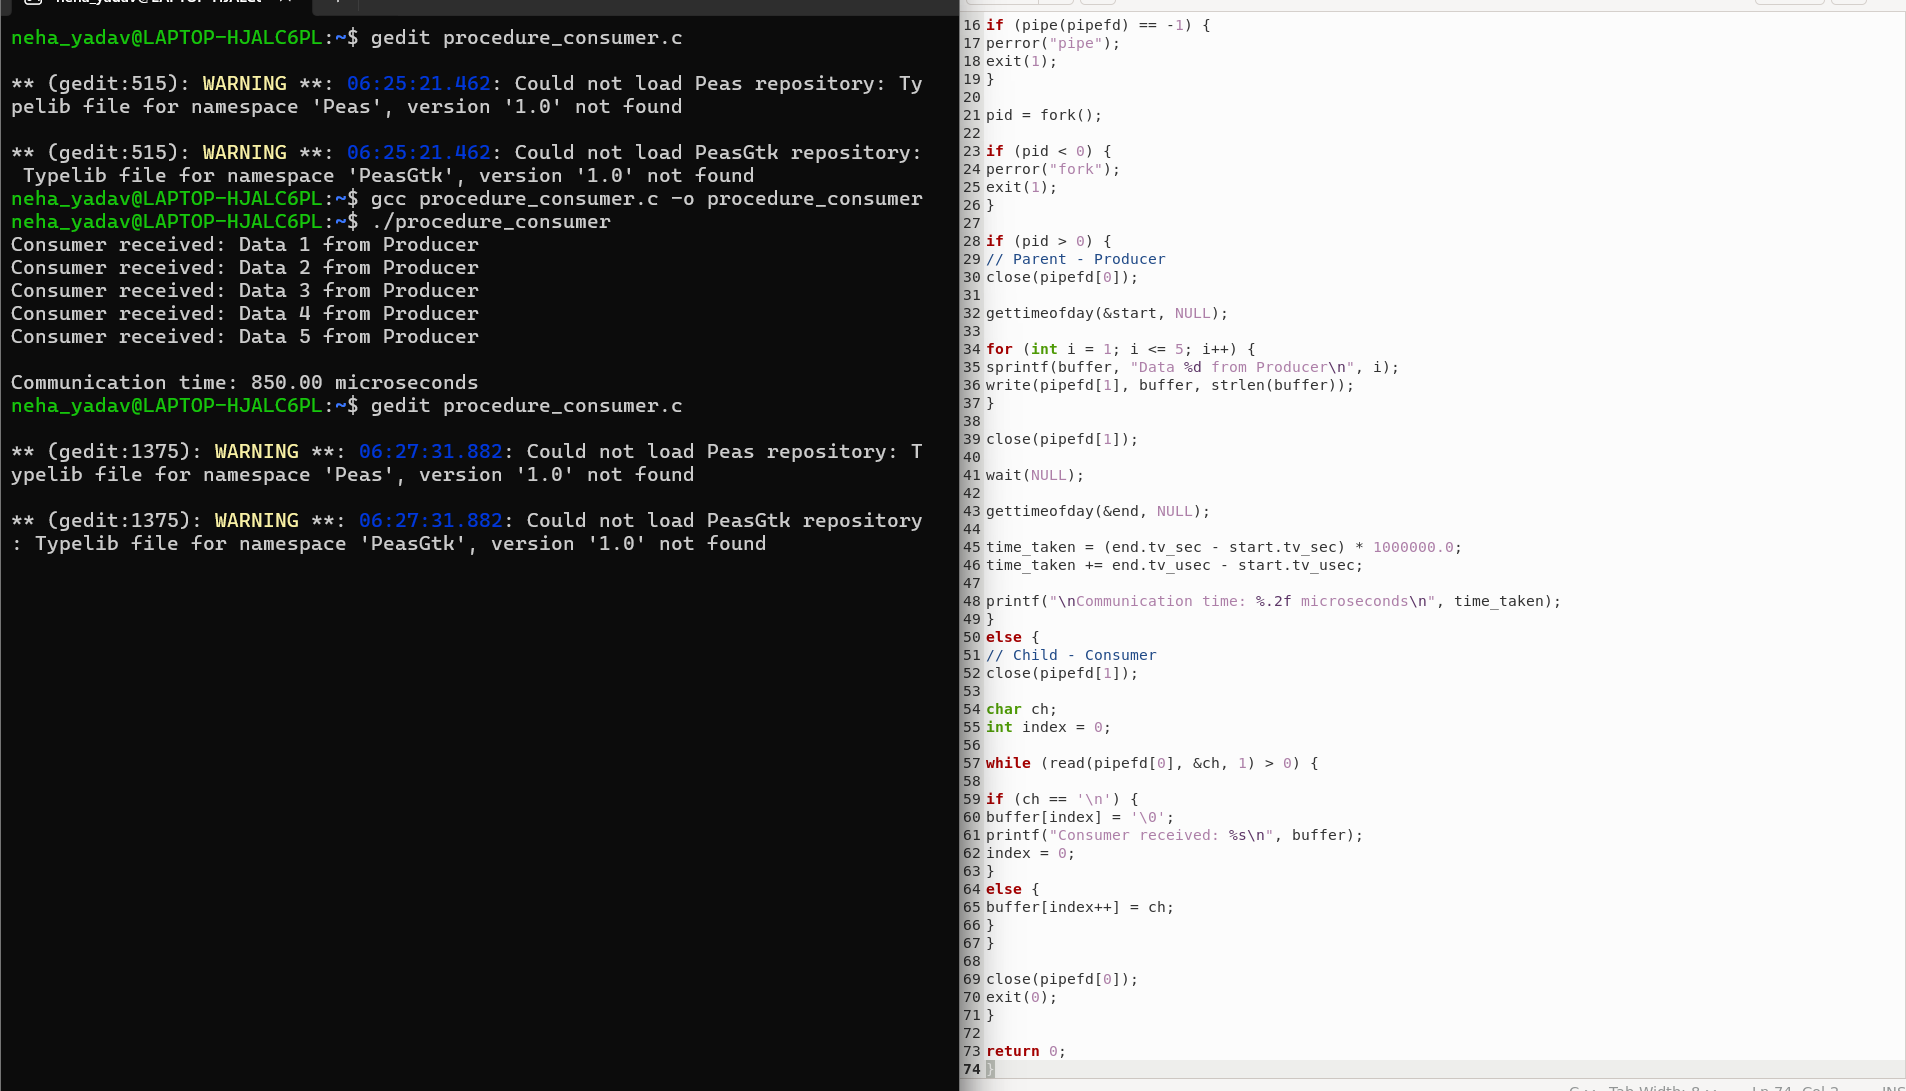 neha_yadav@LAPTOP-HJALC6PL:~$ gedit procedure_consumer.c
** (gedit:515): WARNING **: 06:25:21.462: Could not load Peas repository: Ty
pelib file for namespace 'Peas', version '1.0' not found
** (gedit:515): WARNING **: 06:25:21.462: Could not load PeasGtk repository:
Typelib file for namespace 'PeasGtk', version '1.0' not found
neha_yadav@LAPTOP-HJALC6PL:~$ gcc procedure_consumer.c -o procedure_consumer
neha_yadav@LAPTOP-HJALC6PL:~$ ./procedure_consumer
Consumer received: Data 1 from Producer
Consumer received: Data 2 from Producer
Consumer received: Data 3 from Producer
Consumer received: Data 4 from Producer
Consumer received: Data 5 from Producer
Communication time: 850.00 microseconds
neha_yadav@LAPTOP-HJALC6PL:~$ gedit procedure_consumer.c
** (gedit:1375): WARNING **: 06:27:31.882: Could not load Peas repository: T
ypelib file for namespace 'Peas', version '1.0' not found
** (gedit:1375): WARNING **: 06:27:31.882: Could not load PeasGtk repository
: Typelib file for namespace 'PeasGtk', version '1.0' not found
16 if (pipe(pipefd) == -1) {
17 perror("pipe");
18 exit(1);
19 }
20
21 pid = fork();
22
23 if (pid < 0) {
24 perror("fork");
25 exit(1);
26 }
27
28 if (pid > 0) {
29 // Parent - Producer
30 close(pipefd[0]);
31
32 gettimeofday(&start, NULL);
33
34 for (int i = 1; i <= 5; i++) {
35 sprintf(buffer, "Data %d from Producer\n", i);
36 write(pipefd[1], buffer, strlen(buffer));
37 }
38
39 close(pipefd[1]);
40
41 wait(NULL);
42
43 gettimeofday(&end, NULL);
44
45 time_taken = (end.tv_sec - start.tv_sec) * 1000000.0;
46 time_taken += end.tv_usec - start.tv_usec;
47
48 printf("\nCommunication time: %.2f microseconds\n", time_taken);
49 }
50 else {
51 // Child - Consumer
52 close(pipefd[1]);
53
54 char ch;
55 int index = 0;
56
57 while (read(pipefd[0], &ch, 1) > 0) {
58
59 if (ch == '\n') {
60 buffer[index] = '\0';
61 printf("Consumer received: %s\n", buffer);
62 index = 0;
63 }
64 else {
65 buffer[index++] = ch;
66 }
67 }
68
69 close(pipefd[0]);
70 exit(0);
71 }
72
73 return 0;
74 }